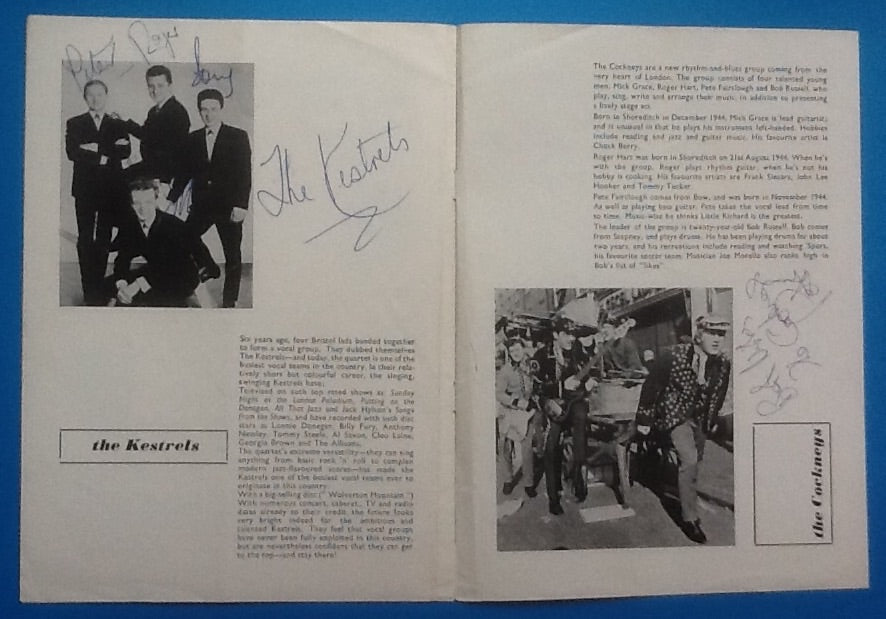 Peter Roger Tony
The Kestrels
Six years ago, four Bristol lads banded together
to form a vocal group. They dubbed themselves
The Kestrels—and today, the quartet is one of the
busiest vocal teams in the country. In their rela-
tively short but colourful career, the singing,
swinging Kestrels have:
Televised on such top rated shows as Sunday
Night at the London Palladium, Putting on the
Donegan, All That Jazz and Jack Hylton's Songs
from the Shows, and have recorded with such disc
stars as Lonnie Donegan, Billy Fury, Anthony
Newley, Tommy Steele, Al Saxon, Cleo Laine,
Georgia Brown and The Allisons.
The quartet's extreme versatility—they can sing
anything from basic rock 'n' roll to complex
modern jazz-flavoured scores—has made the
Kestrels one of the busiest vocal teams ever to
originate in this country.
With a big-selling disc (" Wolverton Mountain ")
With numerous concert, cabaret, TV and radio
dates already to their credit, the future looks
very bright indeed for the ambitious and
talented Kestrels. They feel that vocal groups
have never been fully exploited in this country,
but are nevertheless confident that they can get
to the top—and stay there!
the Kestrels
The Cockneys are a new rhythm-and-blues group coming from the
very heart of London. The group consists of four talented young
men, Mick Grace, Roger Hart, Pete Fairclough and Bob Russell, who
play, sing, write and arrange their music, in addition to presenting
a lively stage act.
Born in Shoreditch in December 1944, Mick Grace is lead guitarist
and it is unusual in that he plays his instrument left-handed. Hobbies
include reading and jazz and guitar music. His favourite artist is
Chuck Berry.
Roger Hart was born in Shoreditch on 21st August When he's
with the group, Roger plays rhythm guitar, when he's not his
hobby is cooking. His favourite artists are Frank Sinatra, John Lee
Hooker and Tommy Tucker.
Pete Fairclough comes from Bow, and was born in November 1944.
As well as playing bass guitar, Pete takes the vocal lead from time
to time. Music-wise he thinks Little Richard is the greatest.
The leader of the group is twenty-year-old Bob Russell. Bob comes
from Stepney, and plays drums. He has been playing drums for about
two years, and his recreations include reading and watching Spurs,
his favourite soccer team. Musician Joe Morello also ranks high in
Bob's list of "likes"
the Cockneys